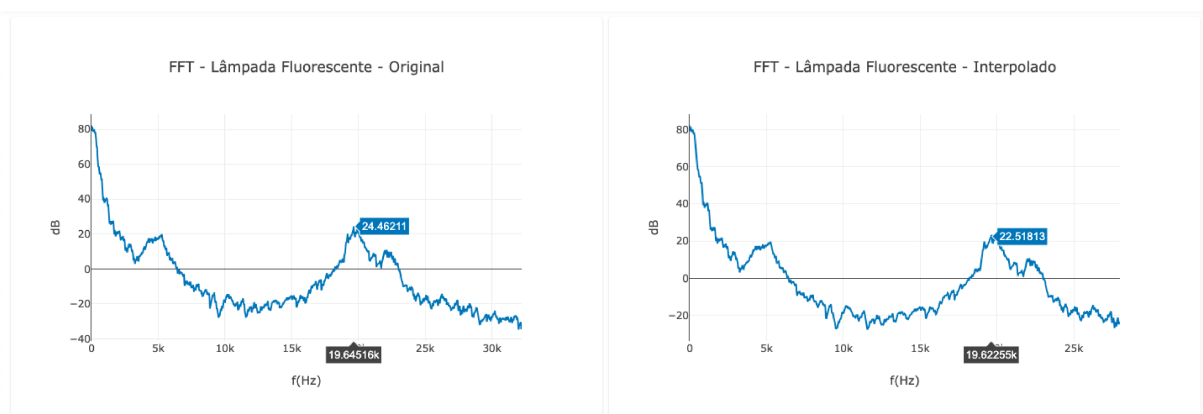 FFT - Lâmpada Fluorescente - Original
80
60
40
20
0
−20
−40
dB
24.46211
0
5k
10k
15k
25k
30k
19.64516k
f(Hz)
FFT - Lâmpada Fluorescente - Interpolado
80
60
40
20
0
−20
dB
22.51813
0
5k
10k
15k
25k
19.62255k
f(Hz)